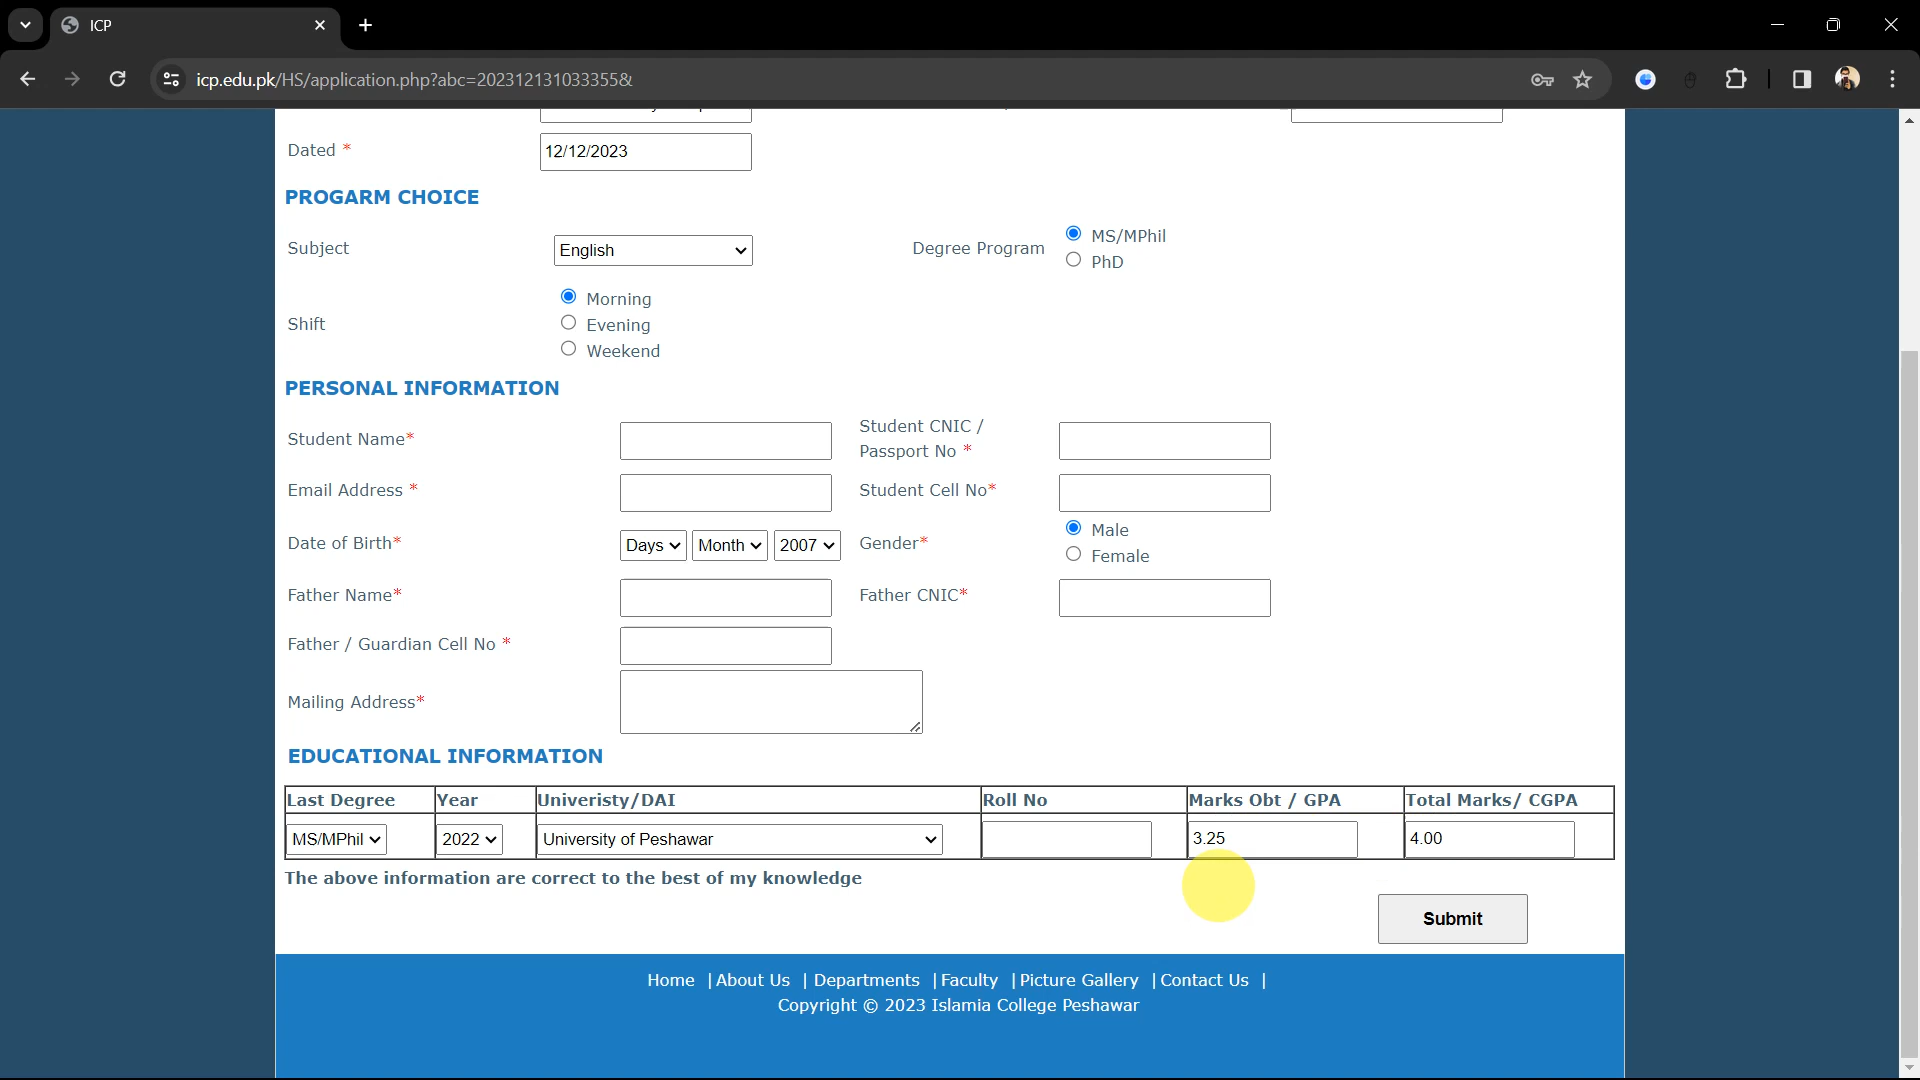 ICP
icp.edu.pk/HS/application.php?abc=2023121310333558&
Dated *
12/12/2023
PROGARM CHOICE
Subject
English
Degree Program
MS/MPhil
PhD
Shift
Morning
Evening
Weekend
PERSONAL INFORMATION
Student Name*
Student CNIC /
Passport No *
Email Address *
Student Cell No*
Date of Birth*
Days
Month
2007
Gender*
Male
Female
Father Name*
Father CNIC*
Father / Guardian Cell No *
Mailing Address*
EDUCATIONAL INFORMATION
Last Degree Year Univeristy/DAI Roll No Marks Obt / GPA Total Marks/ CGPA
MS/MPhil 2022 University of Peshawar 3.25 4.00
The above information are correct to the best of my knowledge
Submit
Home |About Us |Departments |Faculty |Picture Gallery |Contact Us |
Copyright © 2023 Islamia College Peshawar